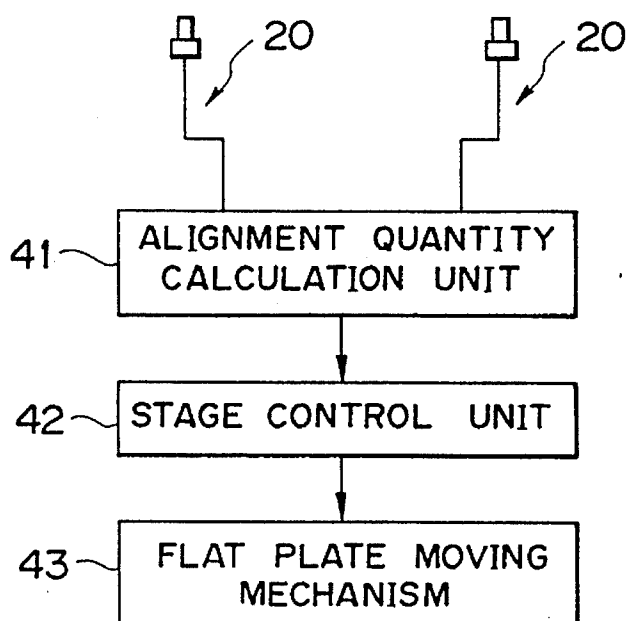 20
20
41
ALIGNMENT QUANTITY
CALCULATION UNIT
42
STAGE CONTROL UNIT
43
FLAT PLATE MOVING
MECHANISM